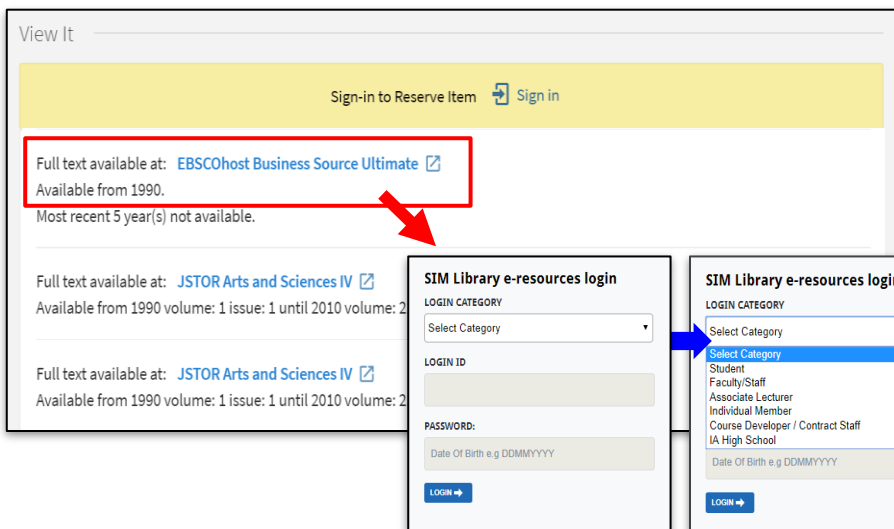 View It
Sign-in to Reserve Item Sign in
Full text available at: EBSCOhost Business Source Ultimate
Available from 1990.
Most recent 5 year(s) not available.
Full text available at: JSTOR Arts and Sciences IV
Available from 1990 volume: 1 issue: 1 until 2010 volume: 2
Full text available at: JSTOR Arts and Sciences IV
Available from 1990 volume: 1 issue: 1 until 2010 volume: 2
SIM Library e-resources login
LOGIN CATEGORY
Select Category
LOGIN ID
PASSWORD:
Date Of Birth e.g DDMMYYYY
LOGIN
SIM Library e-resources login
LOGIN CATEGORY
Select Category
Select Category
Student
Faculty/Staff
Associate Lecturer
Individual Member
Course Developer / Contract Staff
IA High School
Date Of Birth e.g DDMMYYYY
LOGIN